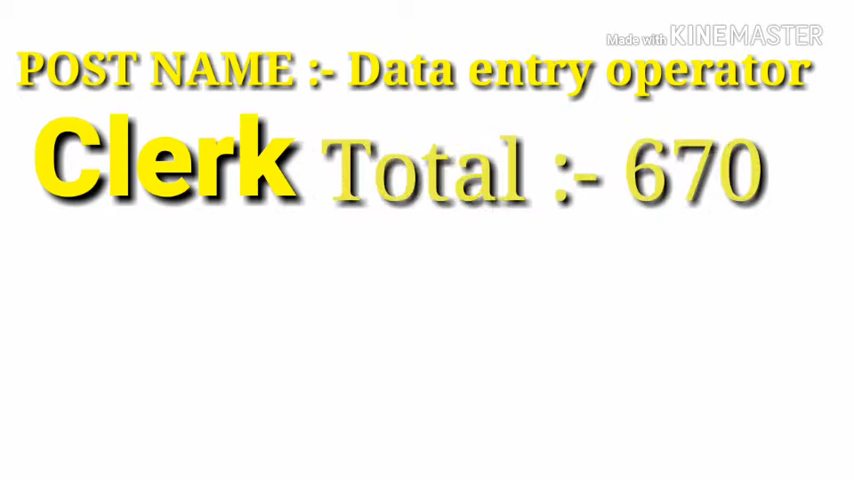 Made with KINEMASTER
POST NAME :- Data entry operator
Clerk Total :- 670